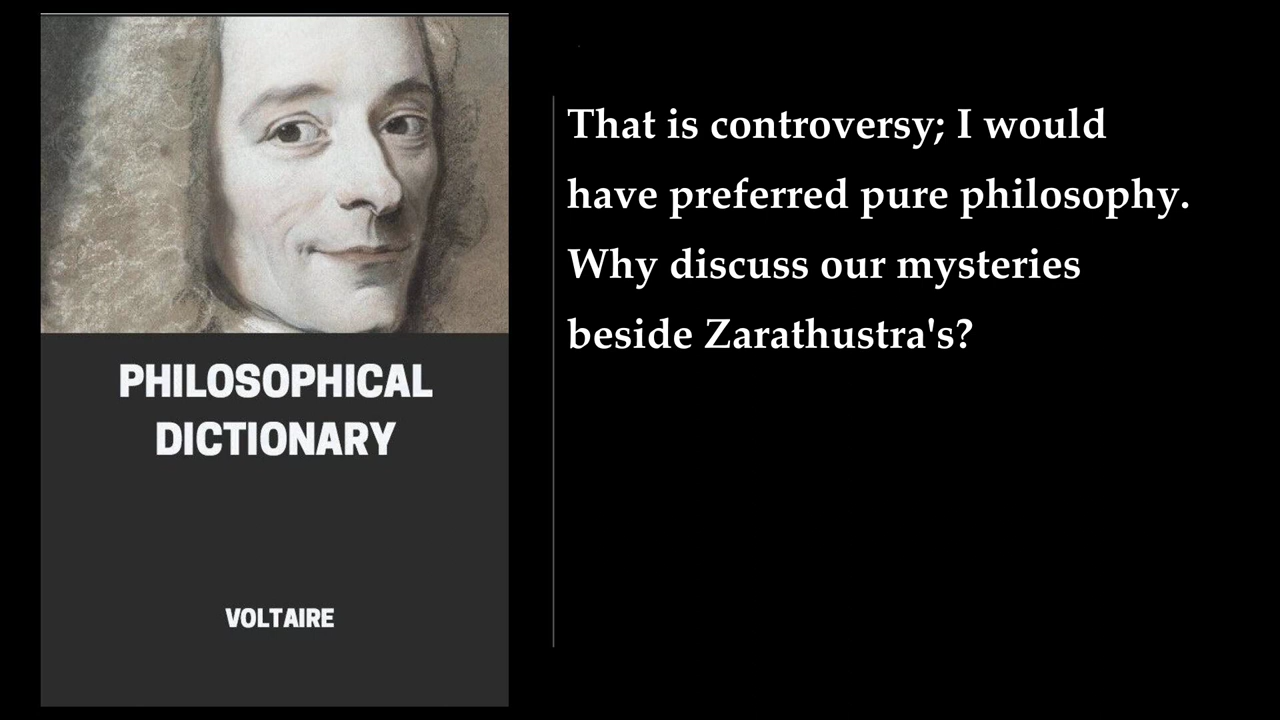 PHILOSOPHICAL
DICTIONARY
VOLTAIRE
That is controversy; I would
have preferred pure philosophy.
Why discuss our mysteries
beside Zarathustra's?